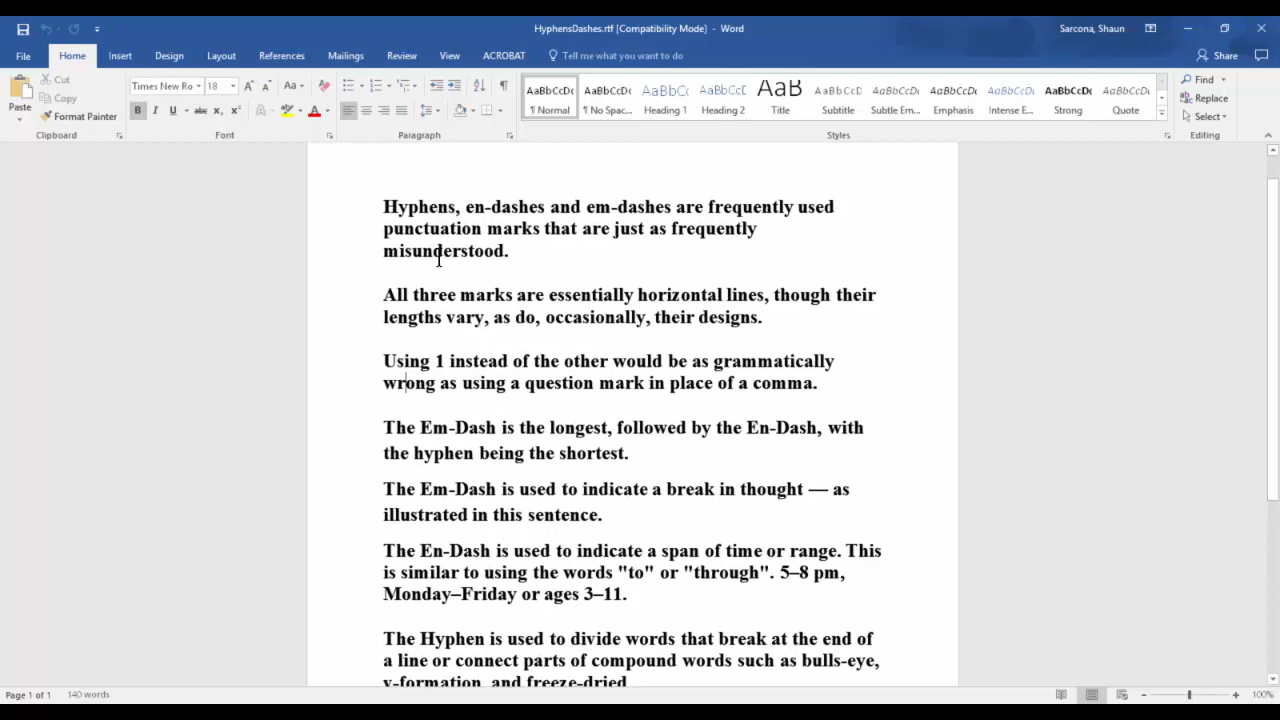 HyphensDashes.rtf [Compatibility Mode] - Word
Sarcona, Shaun
File Home Insert Design Layout References Mailings Review View ACROBAT Tell me what you want to do Share
Paste
Cut
Copy
Format Painter
Clipboard
Times New Ro 18
Aa
B I U abc x₂ x² A A
Font
Paragraph
AaBbCcDc AaBbCcDc AaBbCcD AaBbCcD AaB AaBbCcD AaBbCcDt AaBbCcDt AaBbCcDt AaBbCcDc AaBbCcDt
¶ Normal ¶ No Spac... Heading 1 Heading 2 Title Subtitle Subtle Em... Emphasis Intense E... Strong Quote
Styles
Find
Replace
Select
Editing
Hyphens, en-dashes and em-dashes are frequently used
punctuation marks that are just as frequently
misunderstood.
All three marks are essentially horizontal lines, though their
lengths vary, as do, occasionally, their designs.
Using 1 instead of the other would be as grammatically
wrong as using a question mark in place of a comma.
The Em-Dash is the longest, followed by the En-Dash, with
the hyphen being the shortest.
The Em-Dash is used to indicate a break in thought — as
illustrated in this sentence.
The En-Dash is used to indicate a span of time or range. This
is similar to using the words "to" or "through". 5–8 pm,
Monday–Friday or ages 3–11.
The Hyphen is used to divide words that break at the end of
a line or connect parts of compound words such as bulls-eye,
v-formation, and freeze-dried
Page 1 of 1 140 words
100%